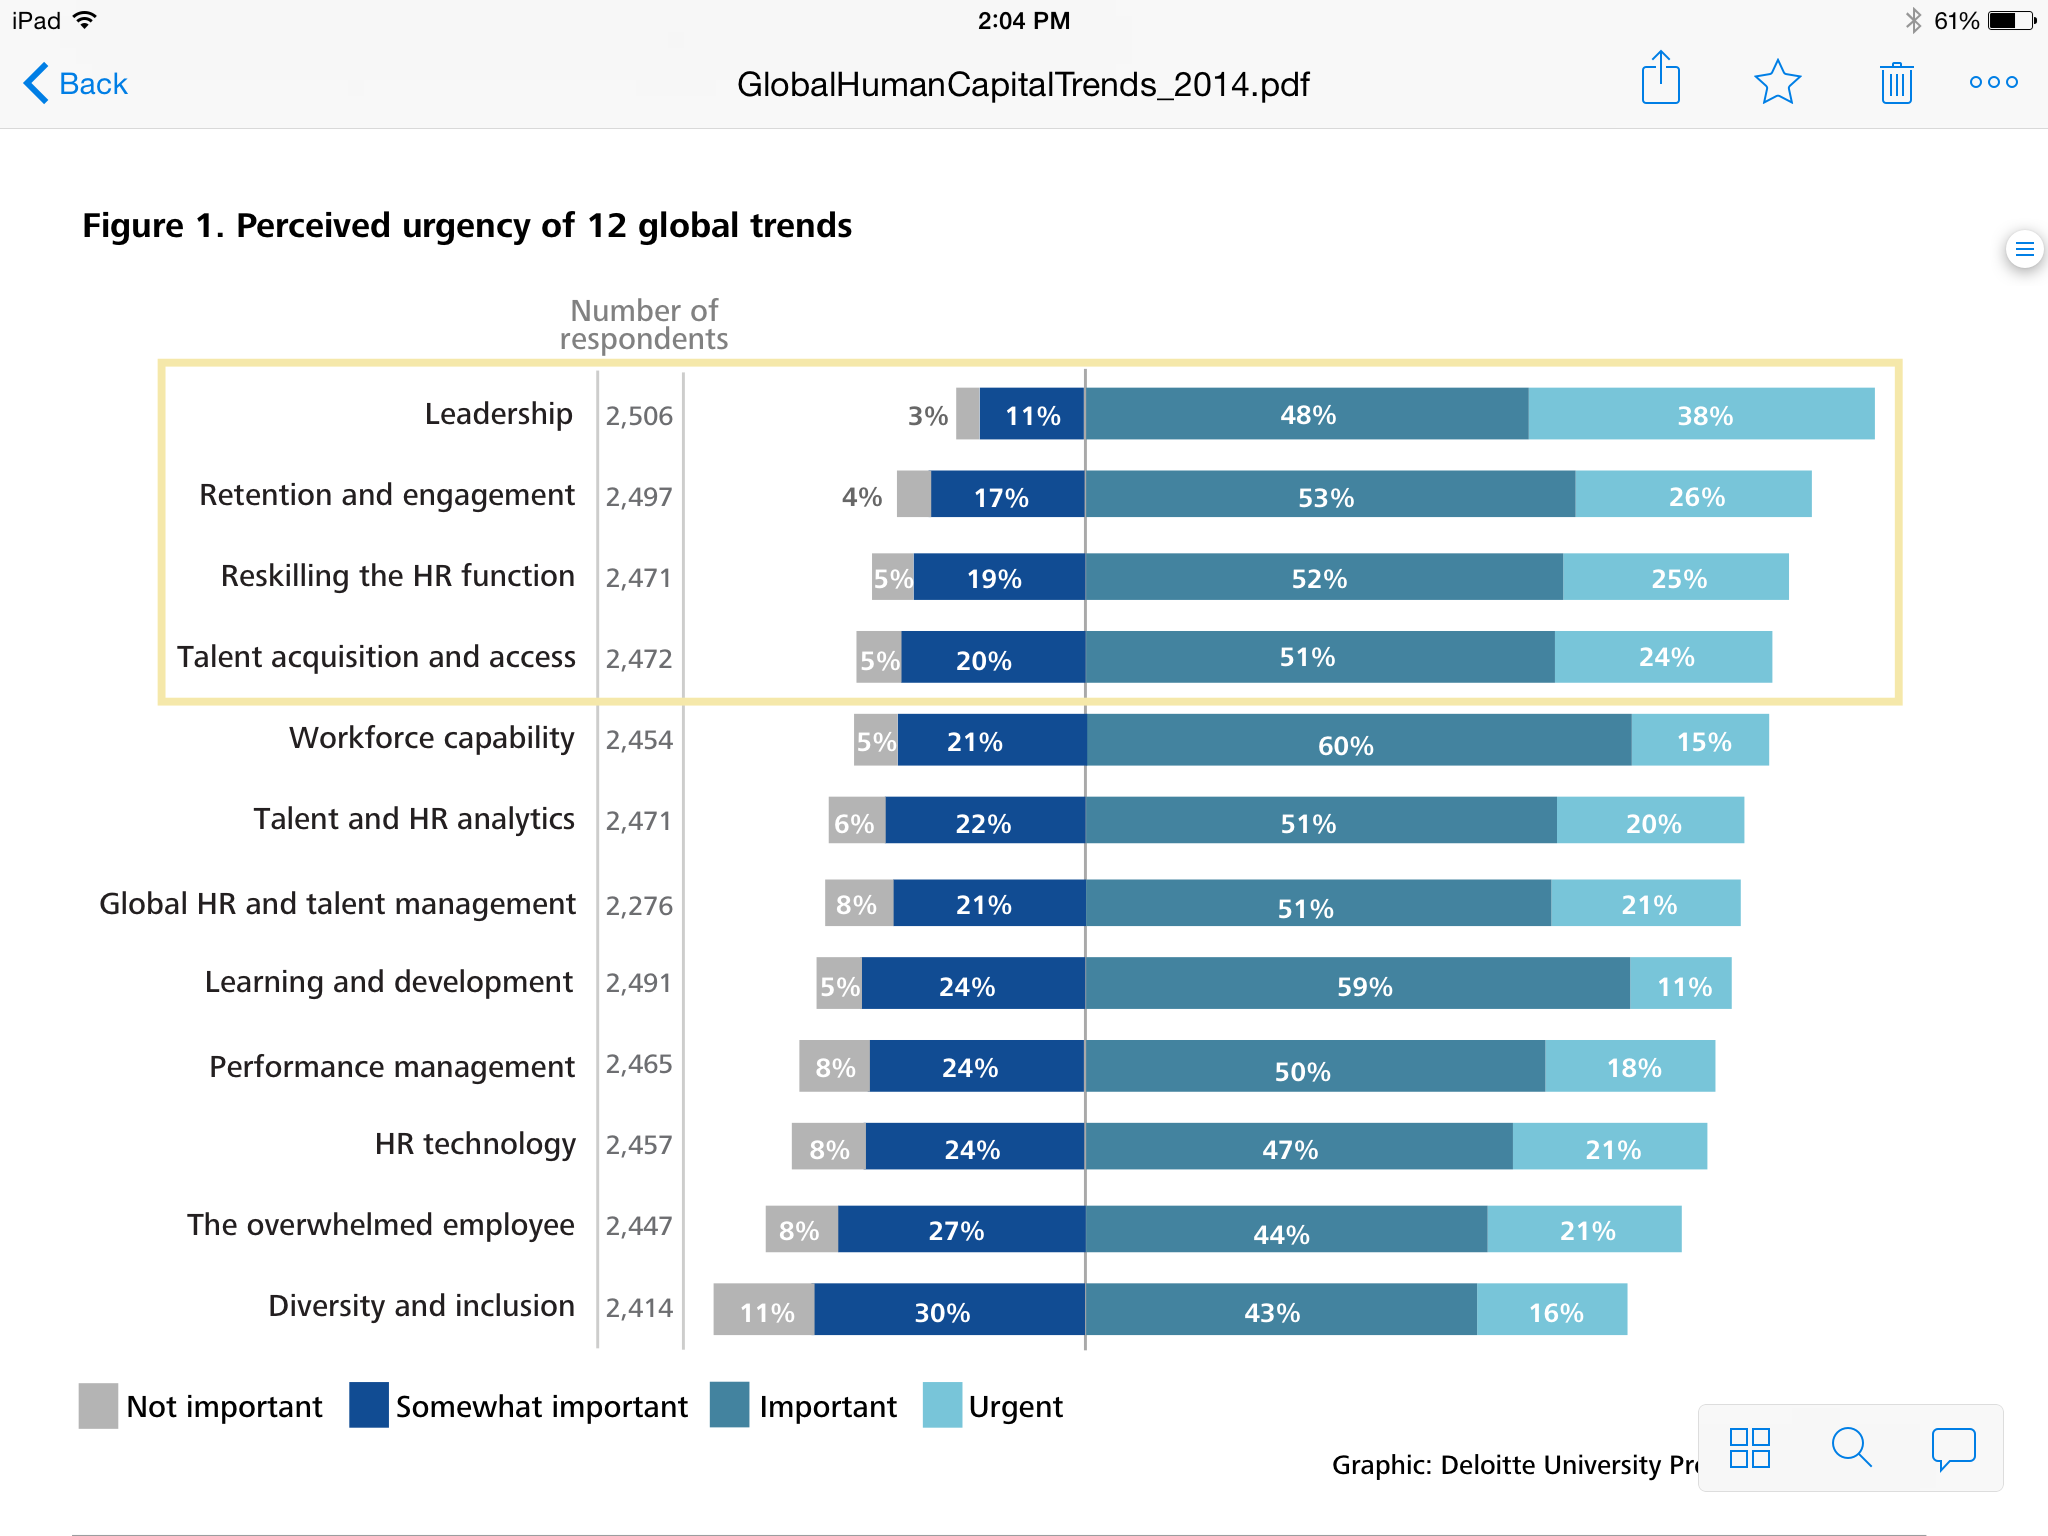 iPad 2:04 PM 61%
Back GlobalHumanCapitalTrends_2014.pdf
Figure 1. Perceived urgency of 12 global trends
Number of
respondents
Leadership 2,506 3% 11% 48% 38%
Retention and engagement 2,497 4% 17% 53% 26%
Reskilling the HR function 2,471 5% 19% 52% 25%
Talent acquisition and access 2,472 5% 20% 51% 24%
Workforce capability 2,454 5% 21% 60% 15%
Talent and HR analytics 2,471 6% 22% 51% 20%
Global HR and talent management 2,276 8% 21% 51% 21%
Learning and development 2,491 5% 24% 59% 11%
Performance management 2,465 8% 24% 50% 18%
HR technology 2,457 8% 24% 47% 21%
The overwhelmed employee 2,447 8% 27% 44% 21%
Diversity and inclusion 2,414 11% 30% 43% 16%
Not important Somewhat important Important Urgent
Graphic: Deloitte University